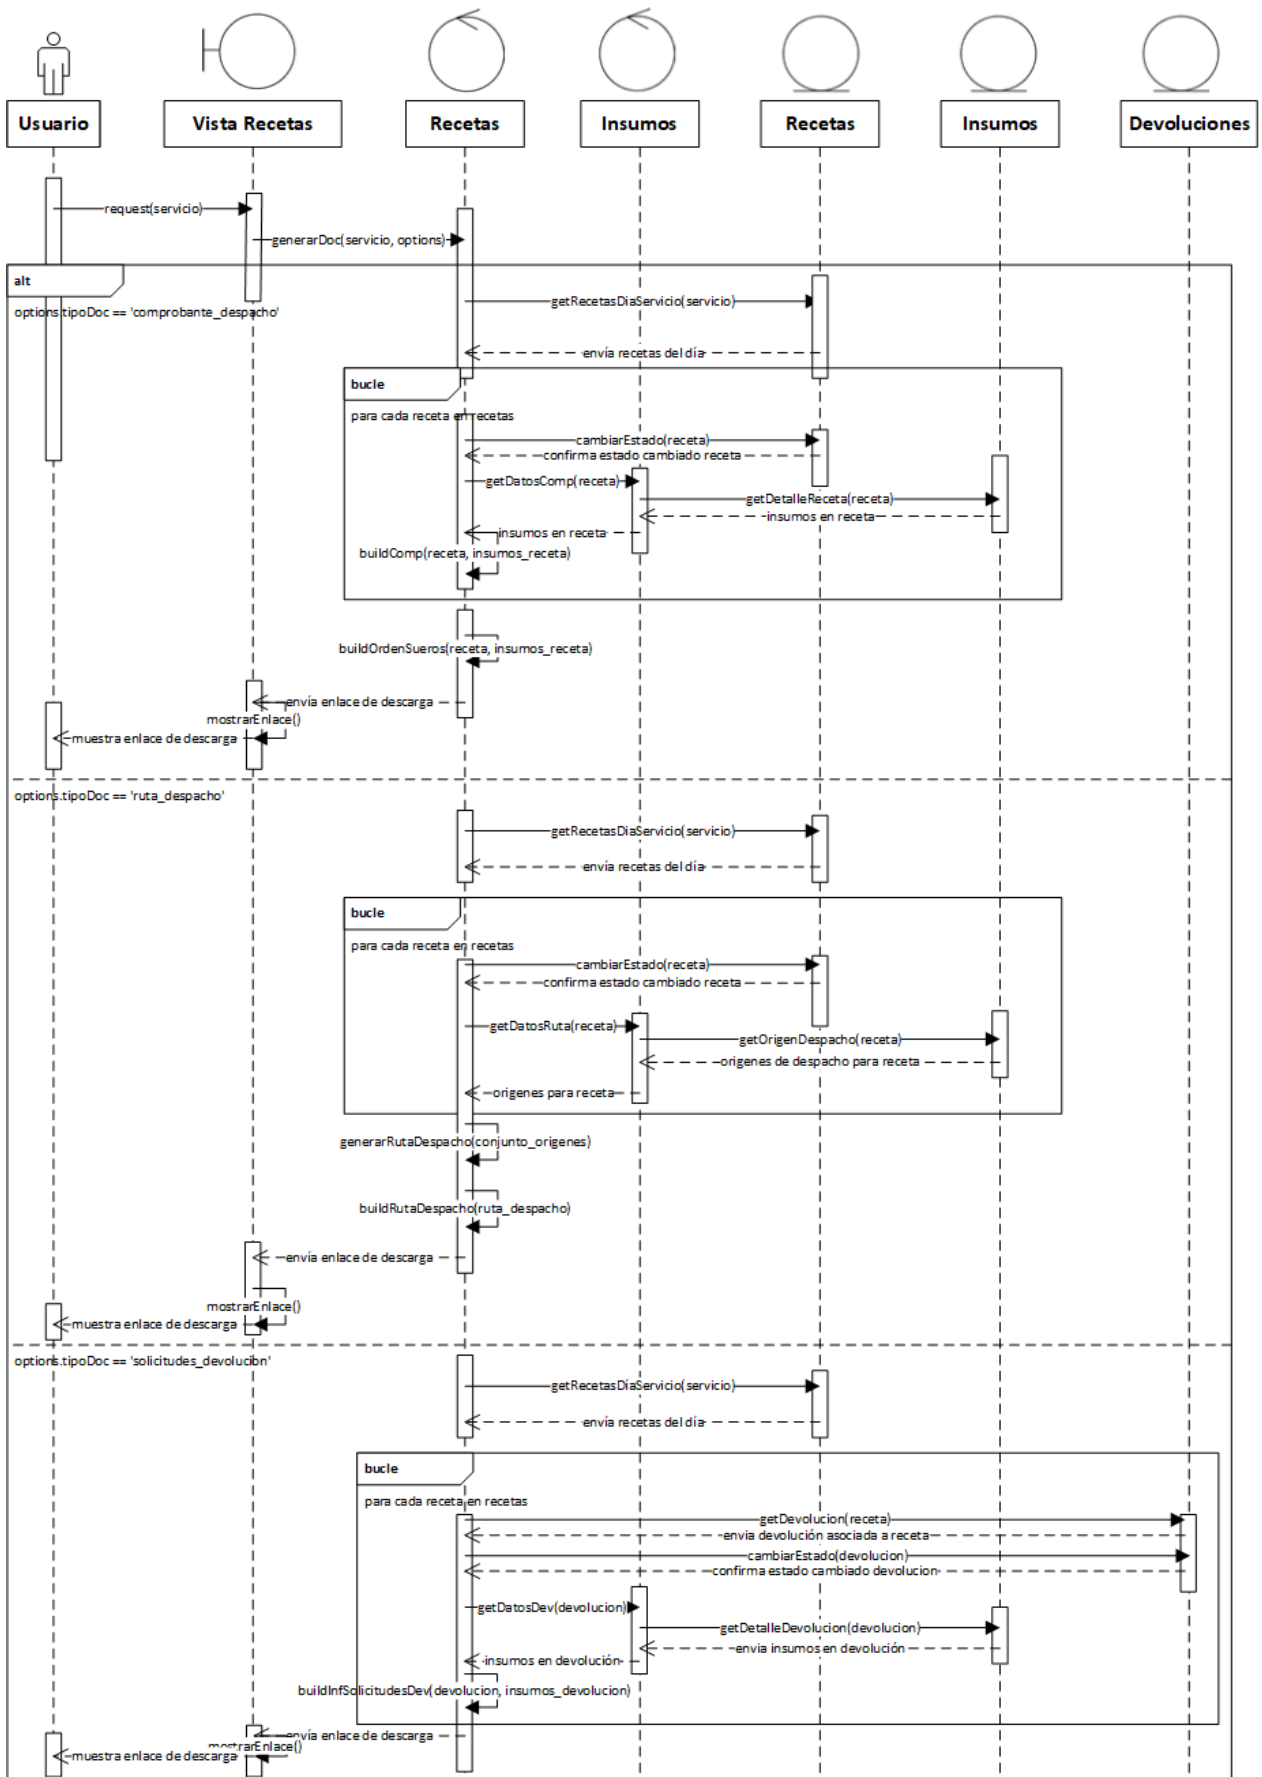 Usuario
Vista Recetas
Recetas
Insumos
Recetas
Insumos
Devoluciones
request(servicio)
generarDoc(servicio, options)
alt
options.tipoDoc == 'comprobante_despacho'
getRecetasDiaServicio(servicio)
envía recetas del día
bucle
para cada receta en recetas
cambiarEstado(receta)
confirma estado cambiado receta
getDatosComp(receta)
getDetalleReceta(receta)
insumos en receta
insumos en receta
buildComp(receta, insumos_receta)
buildOrdenSueros(receta, insumos_receta)
envía enlace de descarga
mostrarEnlace()
muestra enlace de descarga
options.tipoDoc == 'ruta_despacho'
getRecetasDiaServicio(servicio)
envía recetas del día
bucle
para cada receta en recetas
cambiarEstado(receta)
confirma estado cambiado receta
getDatosRuta(receta)
getOrigenDespacho(receta)
origenes de despacho para receta
origenes para receta
generarRutaDespacho(conjunto_origenes)
buildRutaDespacho(ruta_despacho)
envía enlace de descarga
mostrarEnlace()
muestra enlace de descarga
options.tipoDoc == 'solicitudes_devolucion'
getRecetasDíaServicio(servicio)
envía recetas del día
bucle
para cada receta en recetas
getDevolucion(receta)
envia devolución asociada a receta
cambiarEstado(devolucion)
confirma estado cambiado devolucion
getDatosDev(devolucion)
getDetalleDevolucion(devolucion)
envia insumos en devolución
insumos en devolución
buildInfSolicitudesDev(devolucion, insumos_devolucion)
envía enlace de descarga
mostrarEnlace()
muestra enlace de descarga